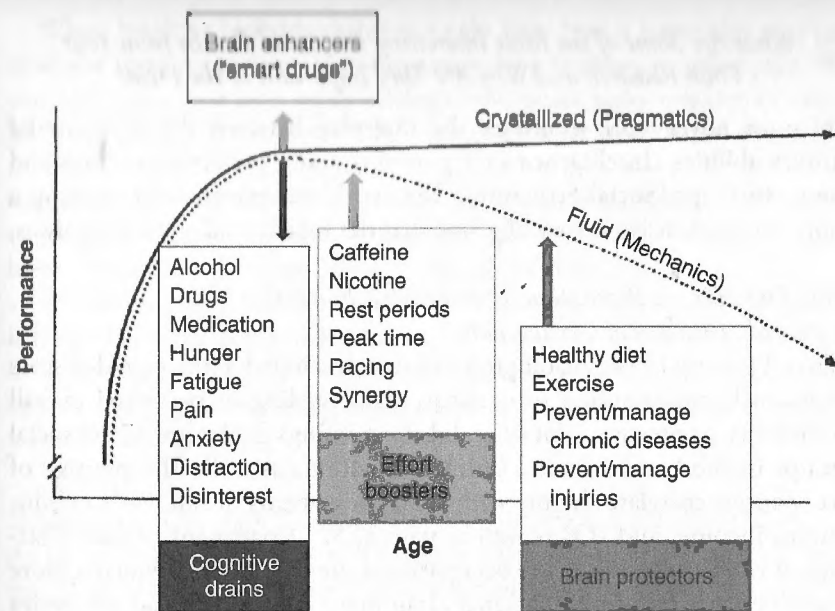 Brain enhancers
("smart drugs")
Crystallized (Pragmatics)
Fluid (Mechanics)
Performance
Alcohol
Drugs
Medication
Hunger
Fatigue
Pain
Anxiety
Distraction
Disinterest
Cognitive
drains
Caffeine
Nicotine
Rest periods
Peak time
Pacing
Synergy
Effort
boosters
Age
Healthy diet
Exercise
Prevent/manage
chronic diseases
Prevent/manage
injuries
Brain protectors